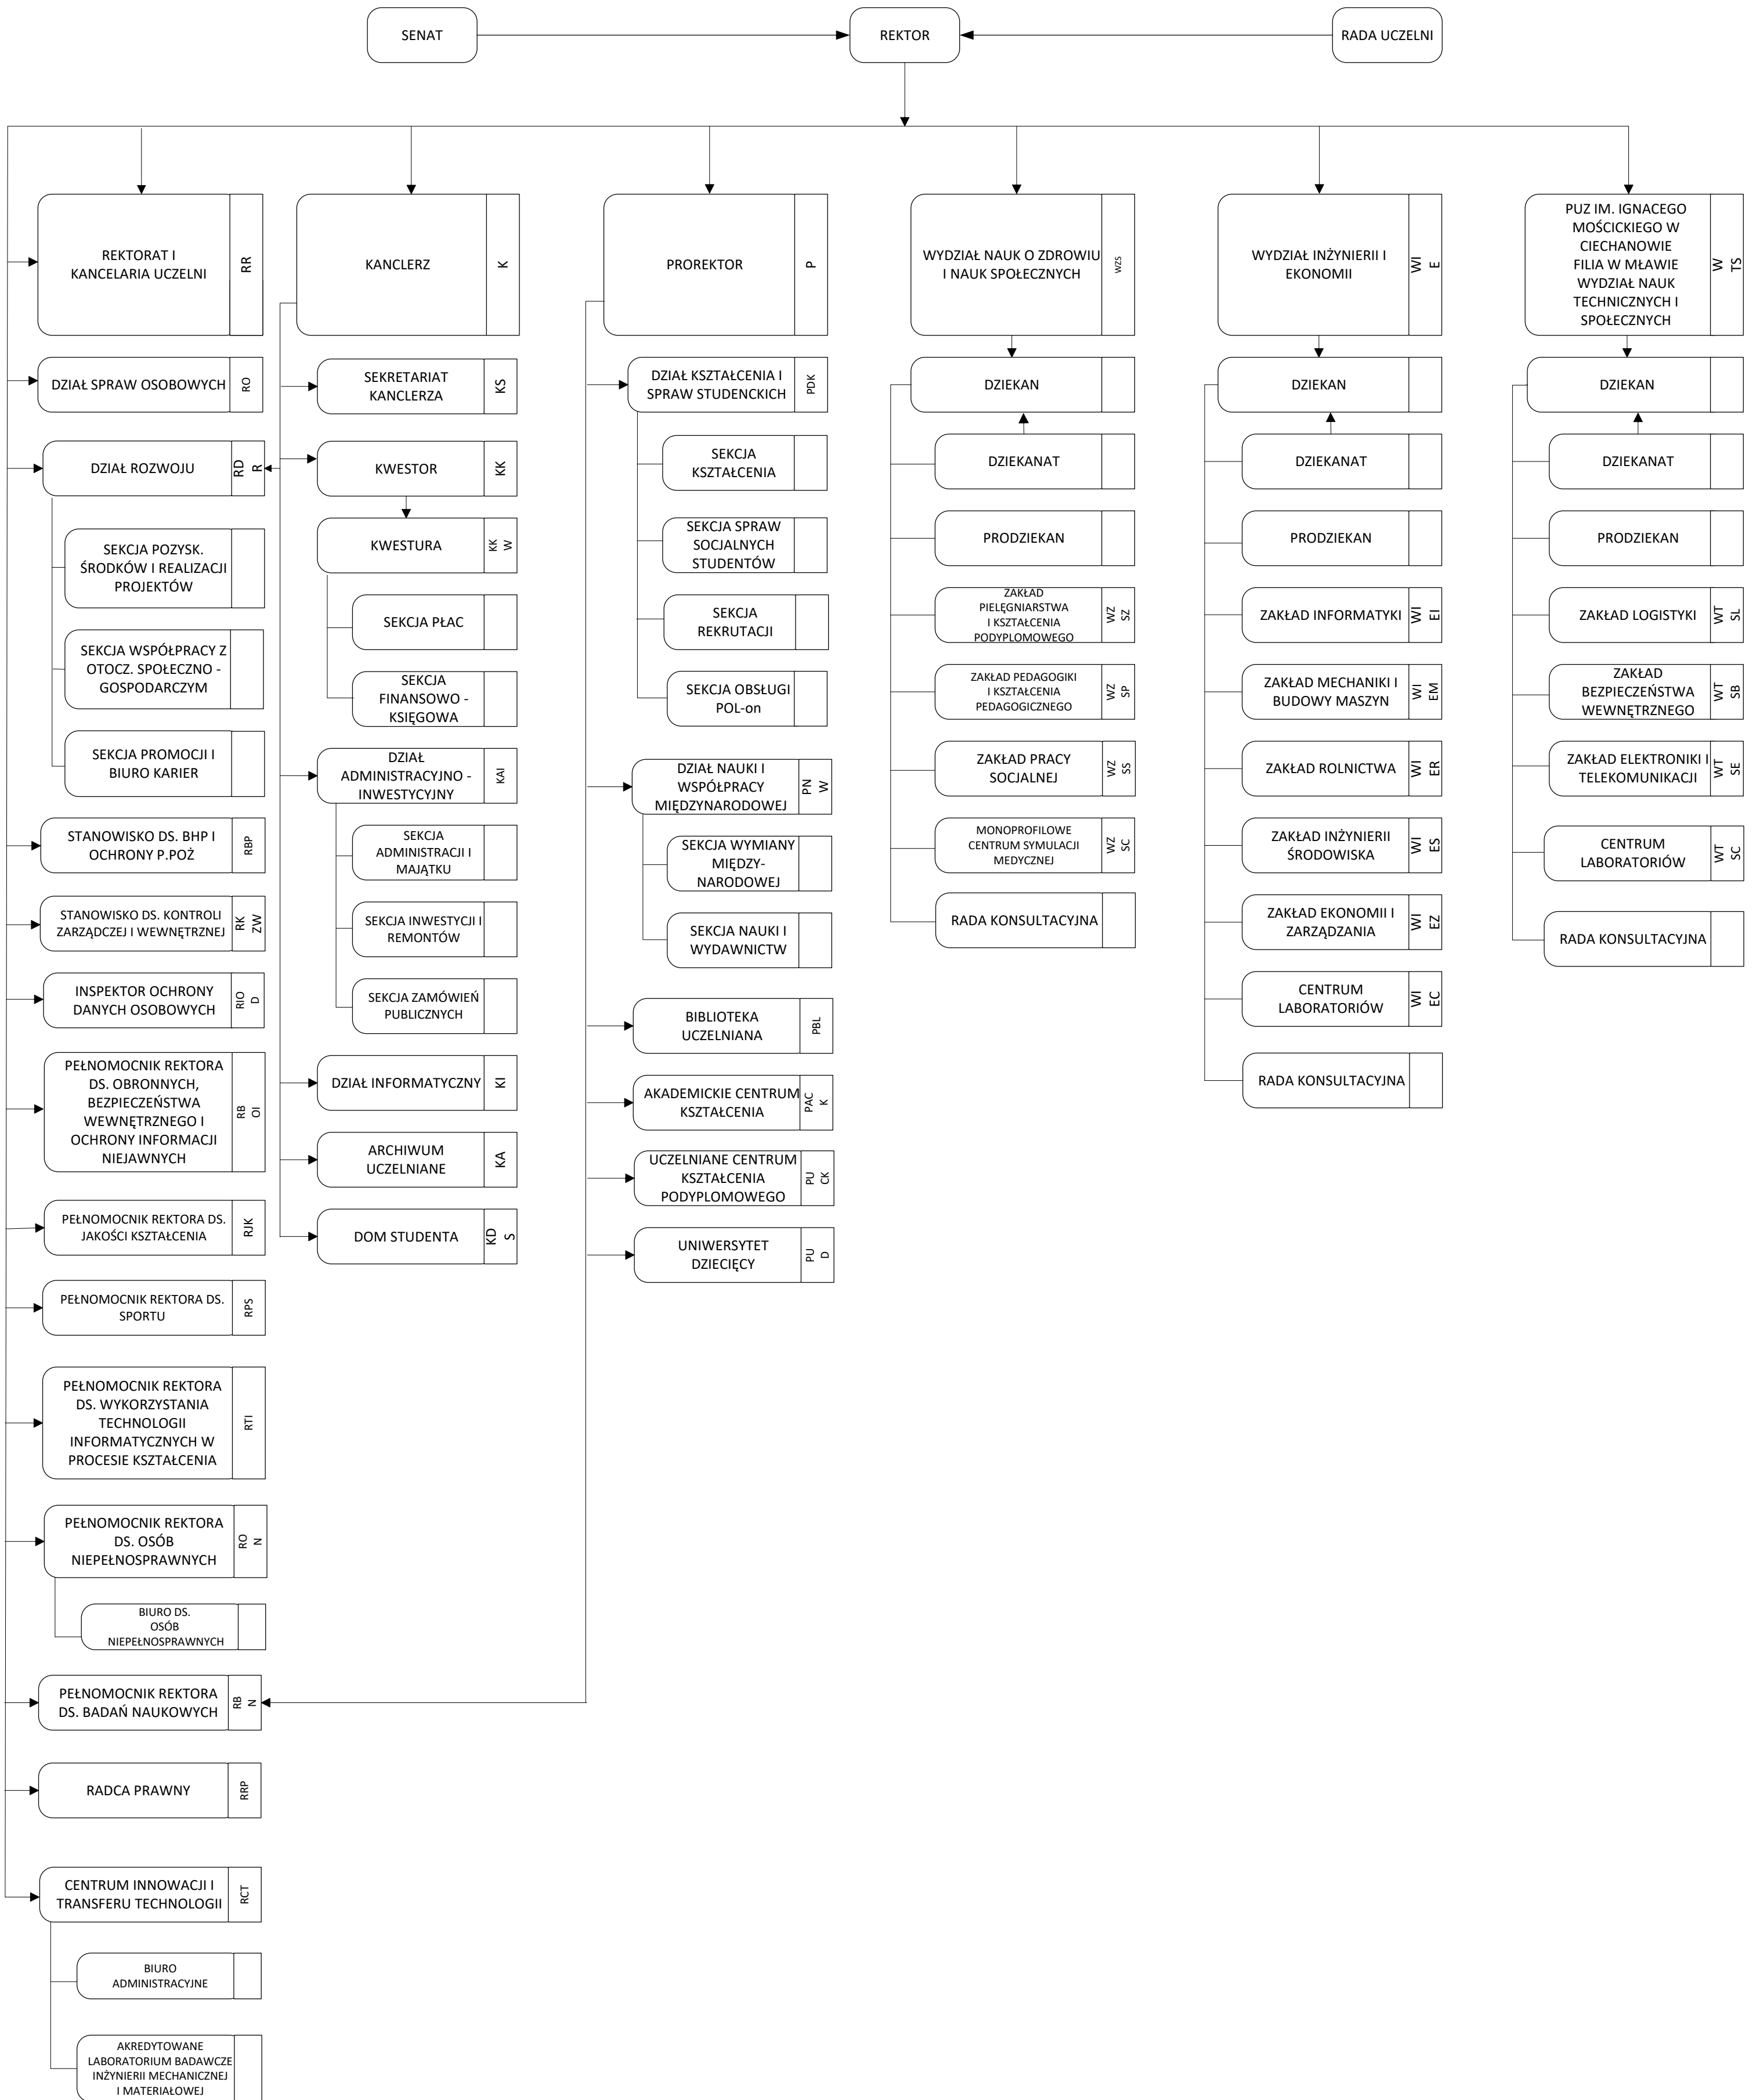 SENAT
REKTOR
RADA UCZELNI
REKTORAT I
KANCELARIA UCZELNI
RR
DZIAŁ SPRAW OSOBOWYCH
RO
DZIAŁ ROZWOJU
RD
R
SEKCJA POZYSK.
ŚRODKÓW I REALIZACJI
PROJEKTÓW
SEKCJA WSPÓŁPRACY Z
OTOCZ. SPOŁECZNO -
GOSPODARCZYM
SEKCJA PROMOCJI I
BIURO KARIER
STANOWISKO DS. BHP I
OCHRONY P.POŻ
RBP
STANOWISKO DS. KONTROLI
ZARZĄDCZEJ I WEWNĘTRZNEJ
RK
ZW
INSPEKTOR OCHRONY
DANYCH OSOBOWYCH
RIO
D
PEŁNOMOCNIK REKTORA
DS. OBRONNYCH,
BEZPIECZEŃSTWA
WEWNĘTRZNEGO I
OCHRONY INFORMACJI
NIEJAWNYCH
RB
OI
PEŁNOMOCNIK REKTORA DS.
JAKOŚCI KSZTAŁCENIA
RJK
PEŁNOMOCNIK REKTORA DS.
SPORTU
RPS
PEŁNOMOCNIK REKTORA
DS. WYKORZYSTANIA
TECHNOLOGII
INFORMATYCZNYCH W
PROCESIE KSZTAŁCENIA
RTI
PEŁNOMOCNIK REKTORA
DS. OSÓB
NIEPEŁNOSPRAWNYCH
RO
N
BIURO DS.
OSÓB
NIEPEŁNOSPRAWNYCH
PEŁNOMOCNIK REKTORA
DS. BADAŃ NAUKOWYCH
RB
N
RADCA PRAWNY
RRP
CENTRUM INNOWACJI I
TRANSFERU TECHNOLOGII
RCT
BIURO
ADMINISTRACYJNE
AKREDYTOWANE
LABORATORIUM BADAWCZE
INŻYNIERII MECHANICZNEJ
I MATERIAŁOWEJ
KANCLERZ
K
SEKRETARIAT
KANCLERZA
KS
KWESTOR
KK
KWESTURA
KK
W
SEKCJA PŁAC
SEKCJA
FINANSOWO -
KSIĘGOWA
DZIAŁ
ADMINISTRACYJNO -
INWESTYCYJNY
KAI
SEKCJA
ADMINISTRACJI I
MAJĄTKU
SEKCJA INWESTYCJI I
REMONTÓW
SEKCJA ZAMÓWIEŃ
PUBLICZNYCH
DZIAŁ INFORMATYCZNY
KI
ARCHIWUM
UCZELNIANE
KA
DOM STUDENTA
KD
S
PROREKTOR
P
DZIAŁ KSZTAŁCENIA I
SPRAW STUDENCKICH
PDK
SEKCJA
KSZTAŁCENIA
SEKCJA SPRAW
SOCJALNYCH
STUDENTÓW
SEKCJA
REKRUTACJI
SEKCJA OBSŁUGI
POL-on
DZIAŁ NAUKI I
WSPÓŁPRACY
MIĘDZYNARODOWEJ
PN
W
SEKCJA WYMIANY
MIĘDZY-
NARODOWEJ
SEKCJA NAUKI I
WYDAWNICTW
BIBLIOTEKA
UCZELNIANA
PBL
AKADEMICKIE CENTRUM
KSZTAŁCENIA
PAC
K
UCZELNIANE CENTRUM
KSZTAŁCENIA
PODYPLOMOWEGO
PU
CK
UNIWERSYTET
DZIECIĘCY
PU
D
WYDZIAŁ NAUK O ZDROWIU
I NAUK SPOŁECZNYCH
WZS
DZIEKAN
DZIEKANAT
PRODZIEKAN
ZAKŁAD
PIELĘGNIARSTWA
I KSZTAŁCENIA
PODYPLOMOWEGO
WZ
SZ
ZAKŁAD PEDAGOGIKI
I KSZTAŁCENIA
PEDAGOGICZNEGO
WZ
SP
ZAKŁAD PRACY
SOCJALNEJ
WZ
SS
MONOPROFILOWE
CENTRUM SYMULACJI
MEDYCZNEJ
WZ
SC
RADA KONSULTACYJNA
WYDZIAŁ INŻYNIERII I
EKONOMII
WI
E
DZIEKAN
DZIEKANAT
PRODZIEKAN
ZAKŁAD INFORMATYKI
WI
EI
ZAKŁAD MECHANIKI I
BUDOWY MASZYN
WI
EM
ZAKŁAD ROLNICTWA
WI
ER
ZAKŁAD INŻYNIERII
ŚRODOWISKA
WI
ES
ZAKŁAD EKONOMII I
ZARZĄDZANIA
WI
EZ
CENTRUM
LABORATORIÓW
WI
EC
RADA KONSULTACYJNA
PUZ IM. IGNACEGO
MOŚCICKIEGO W
CIECHANOWIE
FILIA W MŁAWIE
WYDZIAŁ NAUK
TECHNICZNYCH I
SPOŁECZNYCH
W
TS
DZIEKAN
DZIEKANAT
PRODZIEKAN
ZAKŁAD LOGISTYKI
WT
SL
ZAKŁAD
BEZPIECZEŃSTWA
WEWNĘTRZNEGO
WT
SB
ZAKŁAD ELEKTRONIKI I
TELEKOMUNIKACJI
WT
SE
CENTRUM
LABORATORIÓW
WT
SC
RADA KONSULTACYJNA